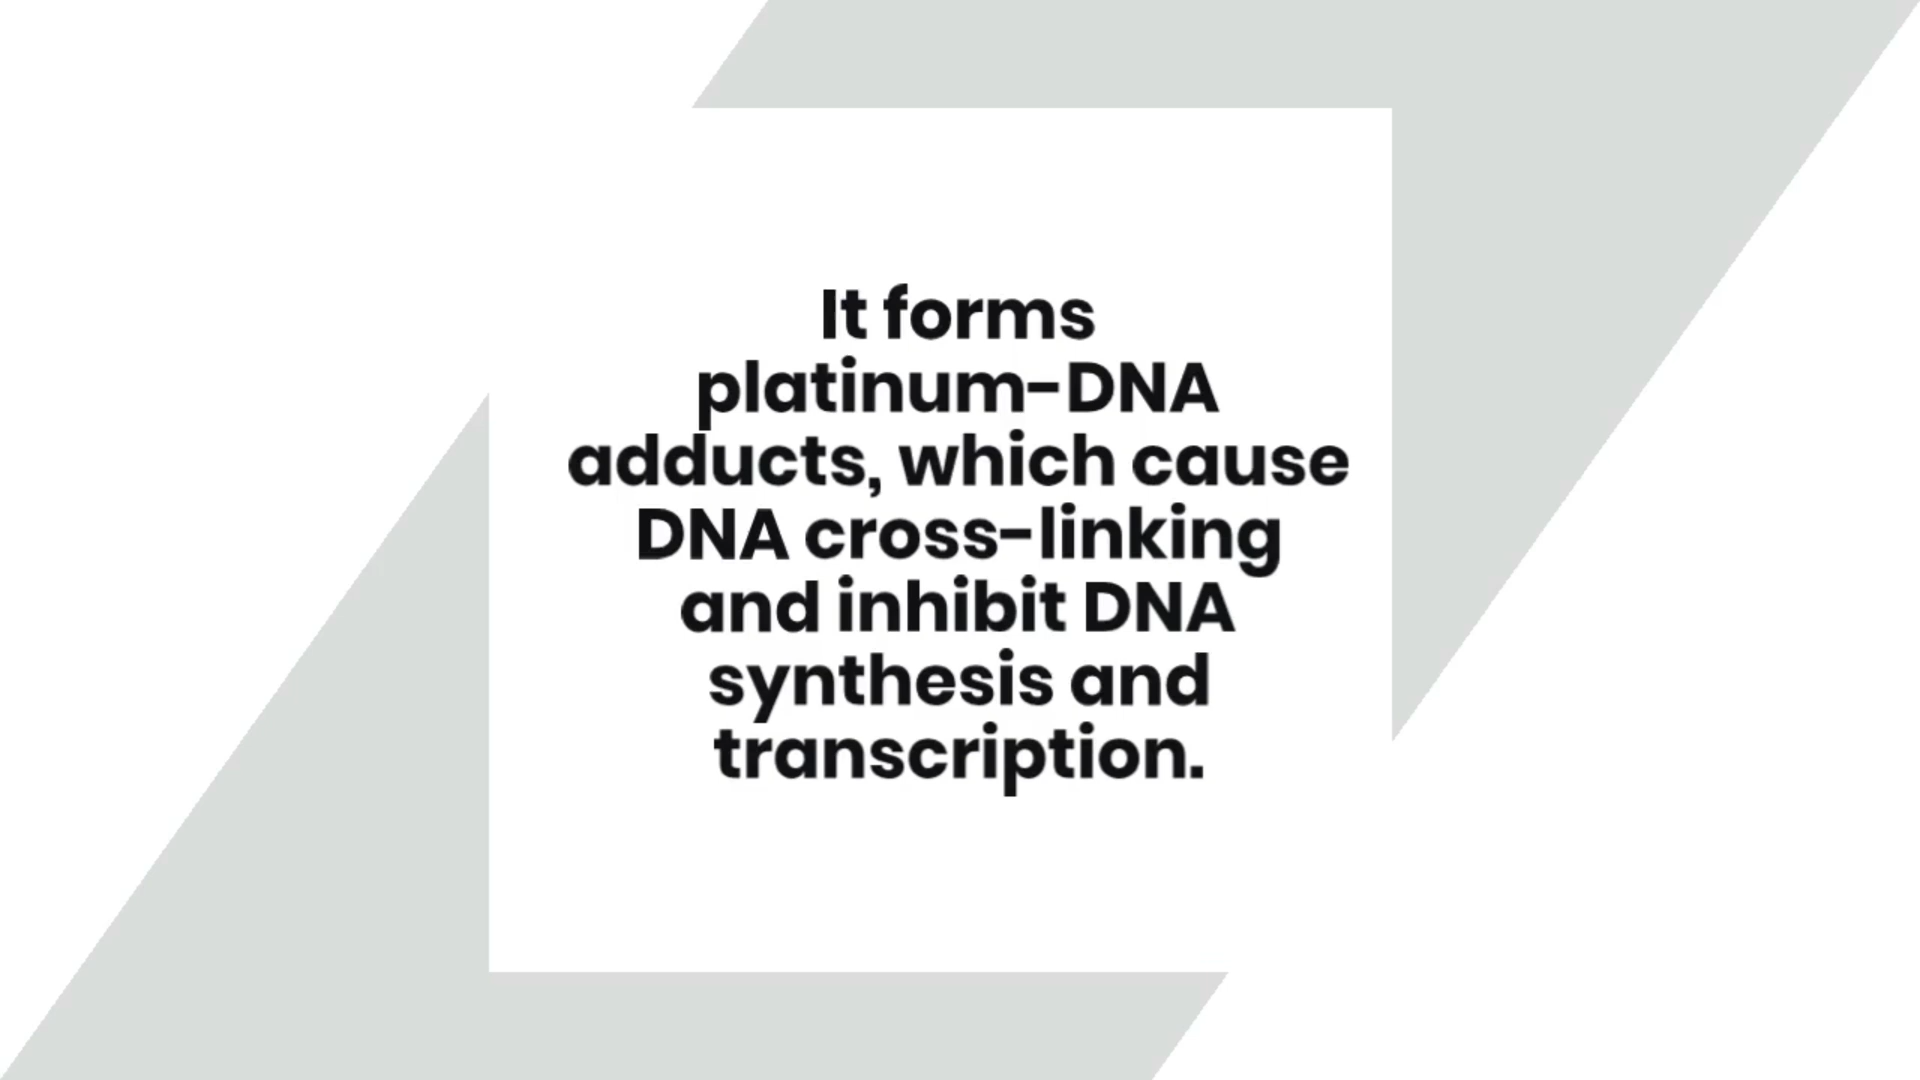 It forms
platinum-DNA
adducts, which cause
DNA cross-linking
and inhibit DNA
synthesis and
transcription.